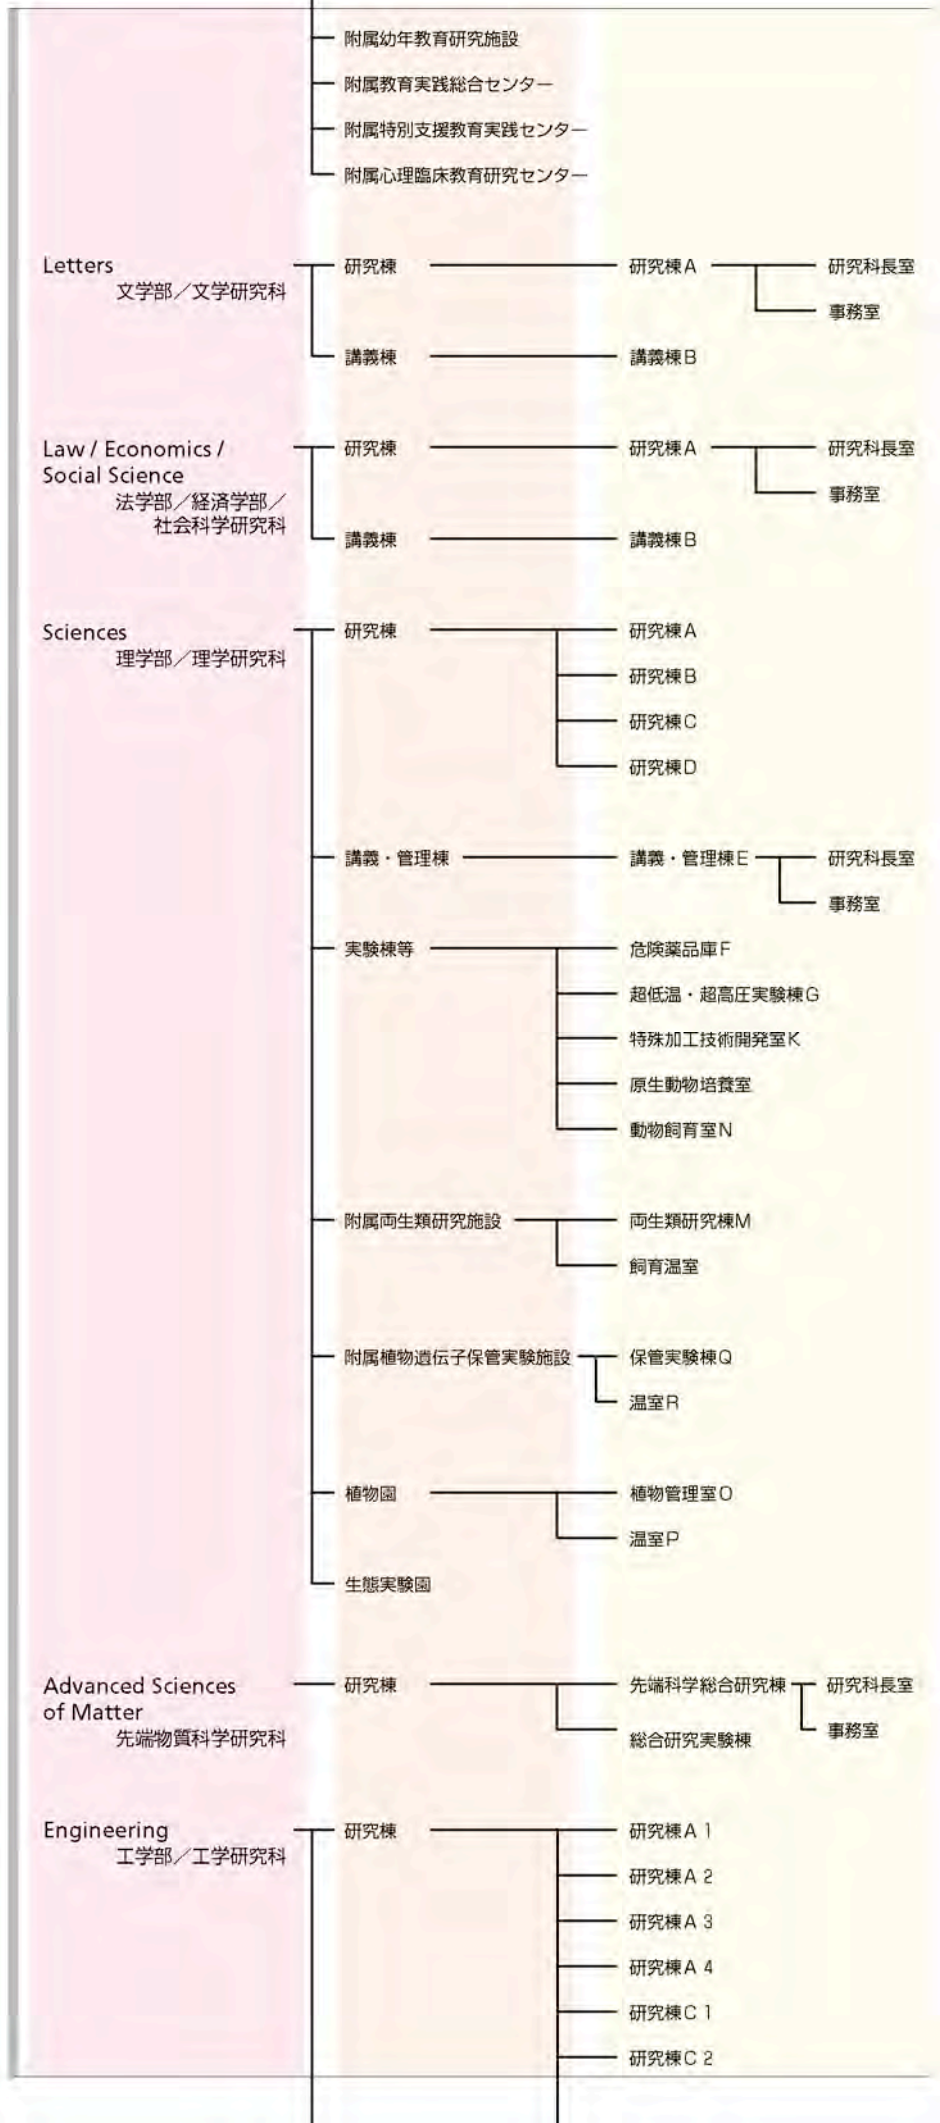 附属幼年教育研究施設
附属教育実践総合センター
附属特別支援教育実践センター
附属心理臨床教育研究センター
Letters
文学部／文学研究科
研究棟
研究棟A
研究科長室
事務室
講義棟
講義棟B
Law / Economics /
Social Science
法学部／経済学部／
社会科学研究科
研究棟
研究棟A
研究科長室
事務室
講義棟
講義棟B
Sciences
理学部／理学研究科
研究棟
研究棟A
研究棟B
研究棟C
研究棟D
講義・管理棟
講義・管理棟E
研究科長室
事務室
実験棟等
危険薬品庫F
超低温・超高圧実験棟G
特殊加工技術開発室K
原生動物培養室
動物飼育室N
附属両生類研究施設
両生類研究棟M
飼育温室
附属植物遺伝子保管実験施設
保管実験棟Q
温室R
植物園
植物管理室O
温室P
生態実験園
Advanced Sciences
of Matter
先端物質科学研究科
研究棟
先端科学総合研究棟
研究科長室
事務室
総合研究実験棟
Engineering
工学部／工学研究科
研究棟
研究棟A 1
研究棟A 2
研究棟A 3
研究棟A 4
研究棟C 1
研究棟C 2